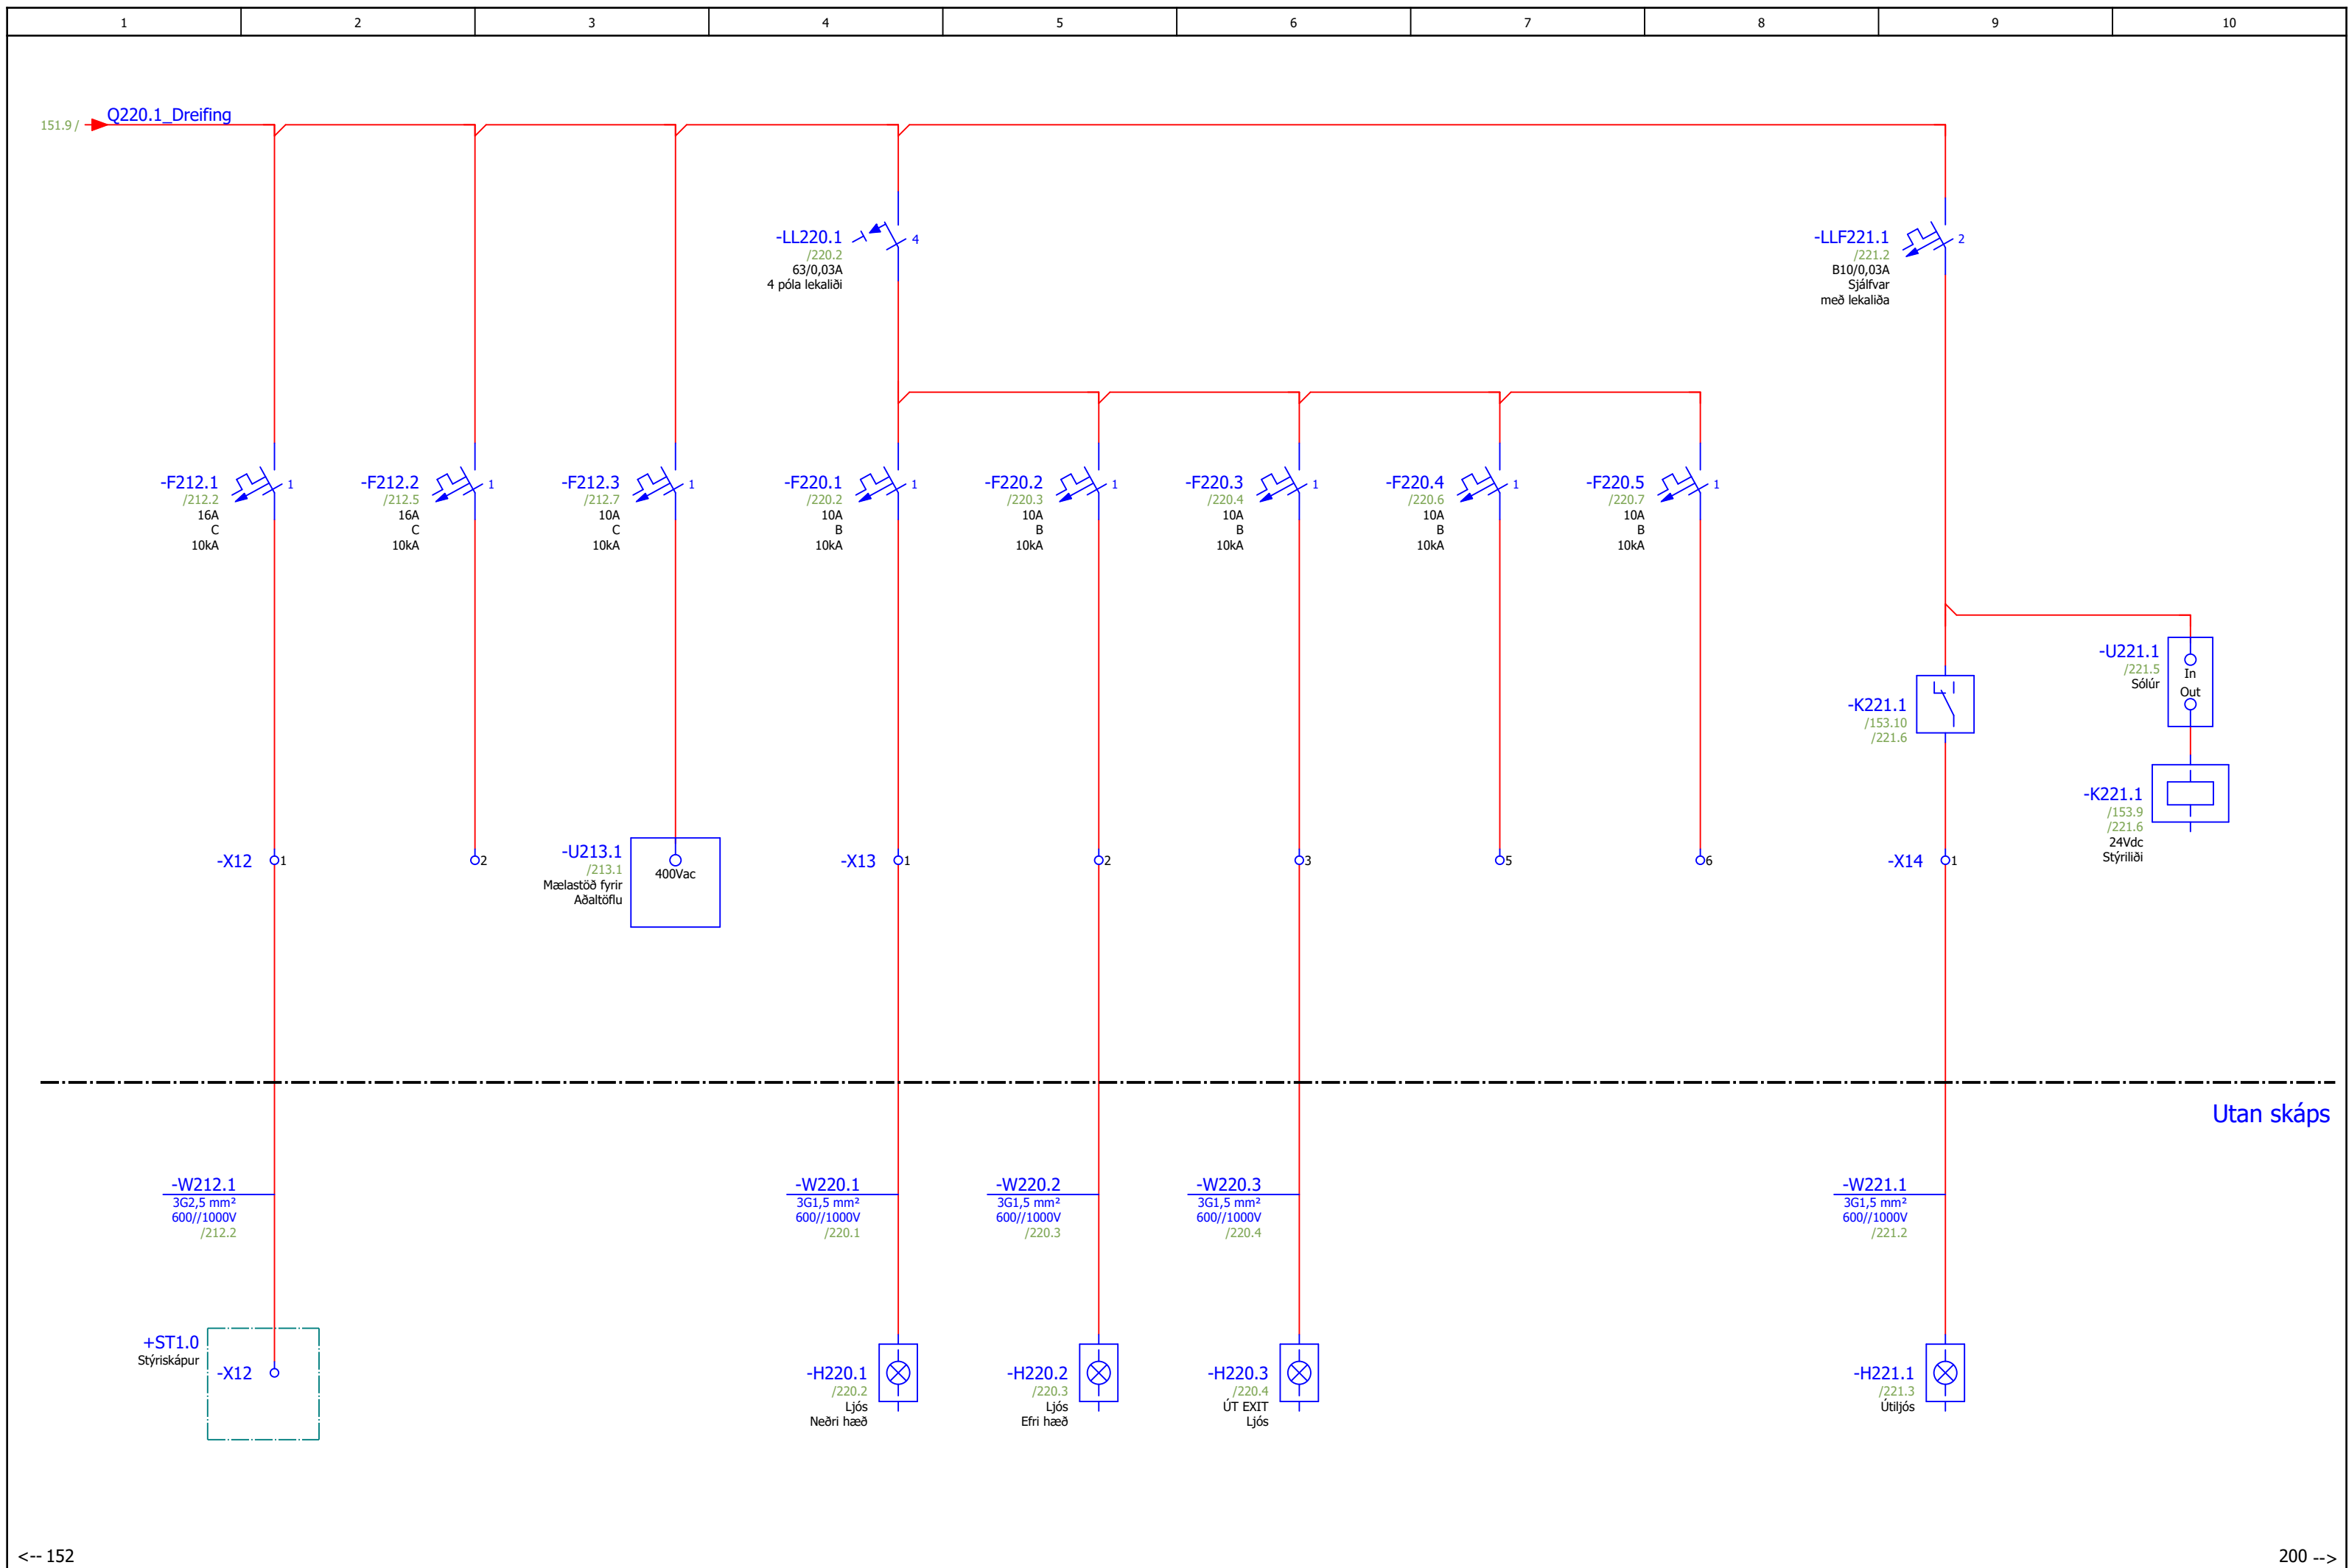 1 2 3 4 5 6 7 8 9 10
151.9 /
Q220.1_Dreifing
-LL220.1
4
/220.2
63/0,03A
4 póla lekaliði
-LLF221.1
2
/221.2
B10/0,03A
Sjálfvar
með lekaliða
-F212.1
1
/212.2
16A
C
10kA
-F212.2
1
/212.5
16A
C
10kA
-F212.3
1
/212.7
10A
C
10kA
-F220.1
1
/220.2
10A
B
10kA
-F220.2
1
/220.3
10A
B
10kA
-F220.3
1
/220.4
10A
B
10kA
-F220.4
1
/220.6
10A
B
10kA
-F220.5
1
/220.7
10A
B
10kA
-U221.1
/221.5
Sólúr
In
Out
-K221.1
/153.10
/221.6
-K221.1
/153.9
/221.6
24Vdc
Stýriliði
-X12
1
2
-U213.1
/213.1
Mælastöð fyrir
Aðaltöflu
400Vac
-X13
1
2
3
5
6
-X14
1
Utan skáps
-W212.1
3G2,5 mm²
600//1000V
/212.2
-W220.1
3G1,5 mm²
600//1000V
/220.1
-W220.2
3G1,5 mm²
600//1000V
/220.3
-W220.3
3G1,5 mm²
600//1000V
/220.4
-W221.1
3G1,5 mm²
600//1000V
/221.2
+ST1.0
Stýriskápur
-X12
-H220.1
/220.2
Ljós
Neðri hæð
-H220.2
/220.3
Ljós
Efri hæð
-H220.3
/220.4
ÚT EXIT
Ljós
-H221.1
/221.3
Útiljós
<-- 152
200 -->